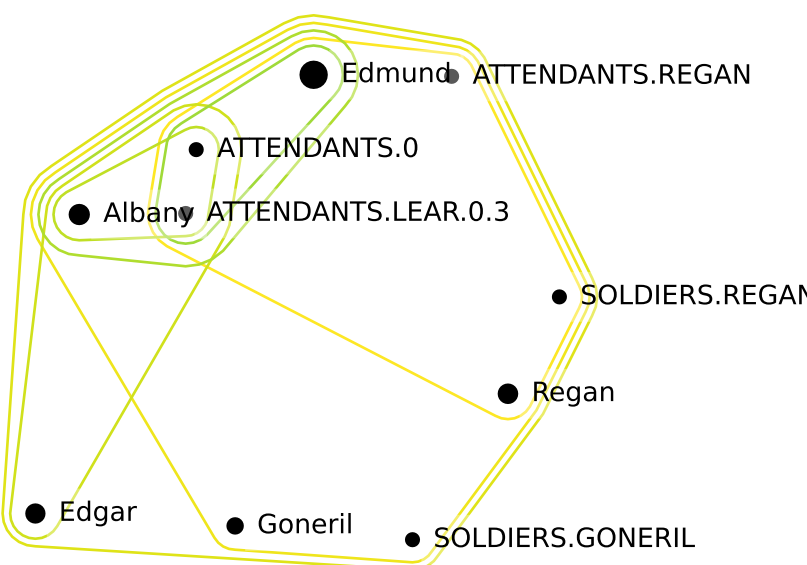 Edmund
ATTENDANTS.REGAN
ATTENDANTS.0
Albany
ATTENDANTS.LEAR.0.3
SOLDIERS.REGAN
Regan
Edgar
Goneril
SOLDIERS.GONERIL